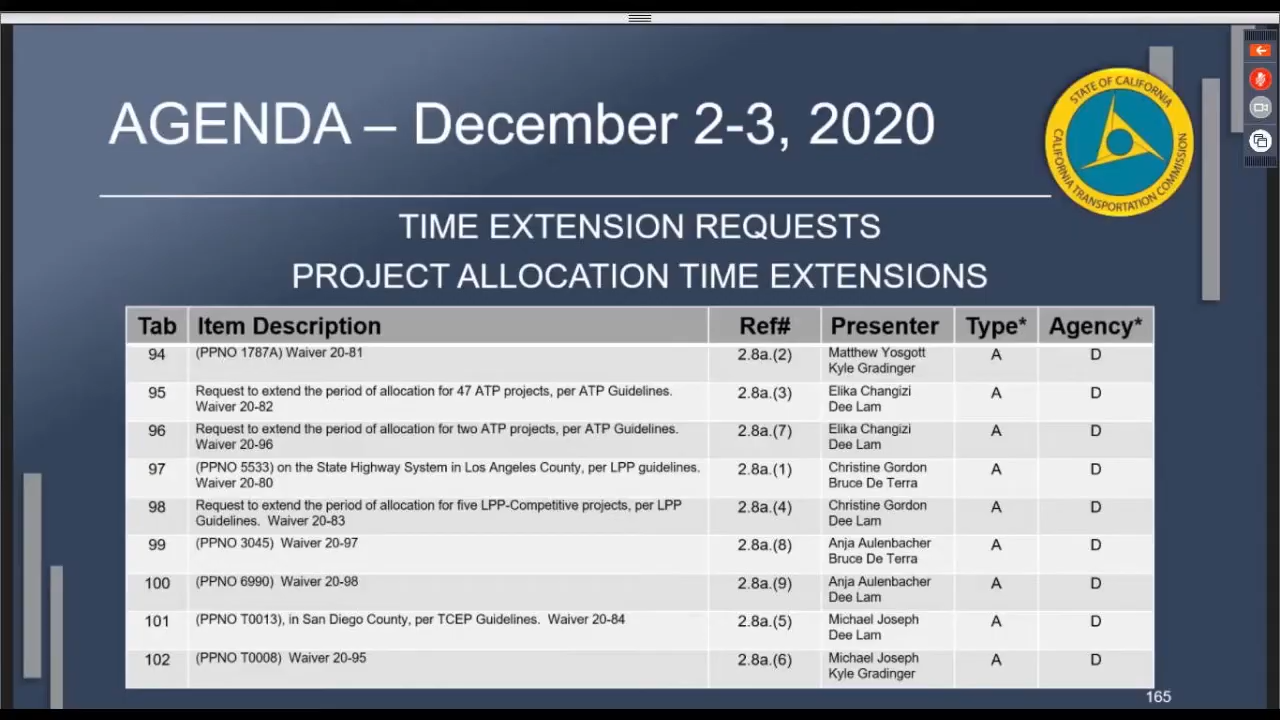 AGENDA – December 2-3, 2020
STATE OF CALIFORNIA
CALIFORNIA TRANSPORTATION COMMISSION
TIME EXTENSION REQUESTS
PROJECT ALLOCATION TIME EXTENSIONS
Tab Item Description Ref# Presenter Type* Agency*
94 (PPNO 1787A) Waiver 20-81 2.8a.(2) Matthew Yosgott A D
Kyle Gradinger
95 Request to extend the period of allocation for 47 ATP projects, per ATP Guidelines. 2.8a.(3) Elika Changizi A D
Waiver 20-82 Dee Lam
96 Request to extend the period of allocation for two ATP projects, per ATP Guidelines. 2.8a.(7) Elika Changizi A D
Waiver 20-96 Dee Lam
97 (PPNO 5533) on the State Highway System in Los Angeles County, per LPP guidelines. 2.8a.(1) Christine Gordon A D
Waiver 20-80 Bruce De Terra
98 Request to extend the period of allocation for five LPP-Competitive projects, per LPP 2.8a.(4) Christine Gordon A D
Guidelines. Waiver 20-83 Dee Lam
99 (PPNO 3045) Waiver 20-97 2.8a.(8) Anja Aulenbacher A D
Bruce De Terra
100 (PPNO 6990) Waiver 20-98 2.8a.(9) Anja Aulenbacher A D
Dee Lam
101 (PPNO T0013), in San Diego County, per TCEP Guidelines. Waiver 20-84 2.8a.(5) Michael Joseph A D
Dee Lam
102 (PPNO T0008) Waiver 20-95 2.8a.(6) Michael Joseph A D
Kyle Gradinger
165